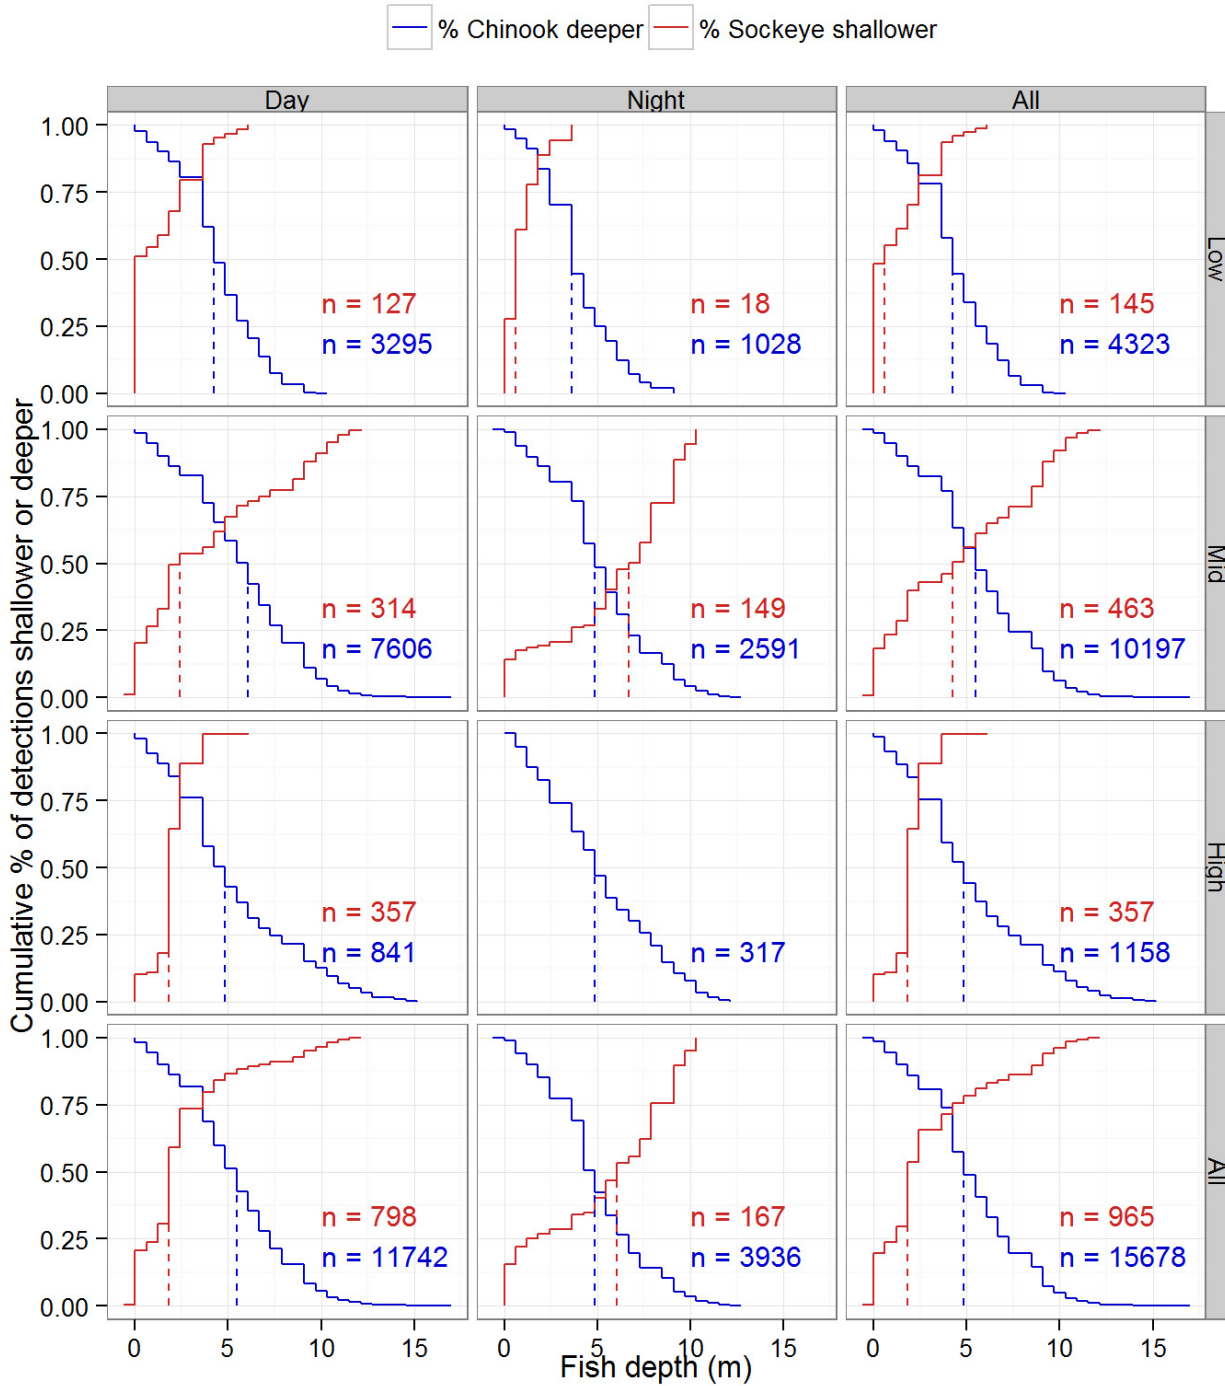 % Chinook deeper % Sockeye shallower
Day Night All
Cumulative % of detections shallower or deeper
1.00
0.75
0.50
0.25
0.00
n = 127
n = 3295
n = 18
n = 1028
n = 145
n = 4323
Low
1.00
0.75
0.50
0.25
0.00
n = 314
n = 7606
n = 149
n = 2591
n = 463
n = 10197
Mid
1.00
0.75
0.50
0.25
0.00
n = 357
n = 841
n = 317
n = 357
n = 1158
High
1.00
0.75
0.50
0.25
0.00
n = 798
n = 11742
n = 167
n = 3936
n = 965
n = 15678
All
0 5 10 15 0 5 10 15 0 5 10 15
Fish depth (m)